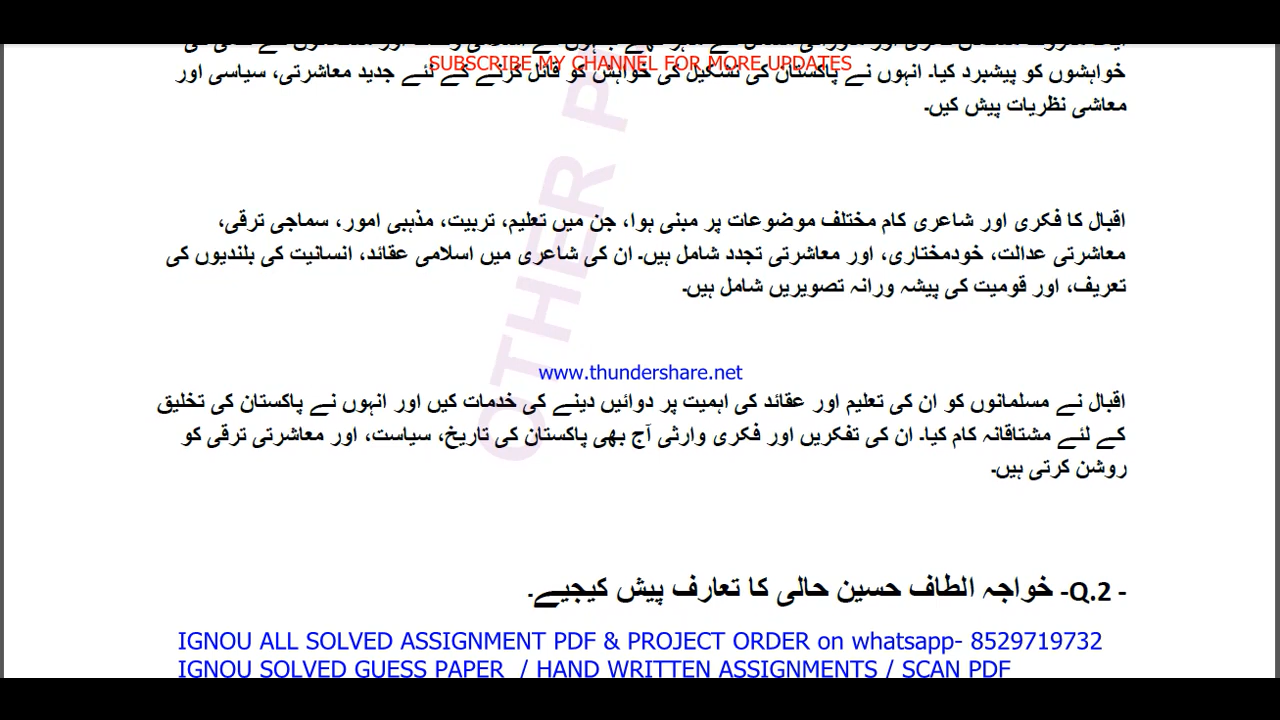 SUBSCRIBE MY CHANNEL FOR MORE UPDATES
خواہشوں کو پیشبرد کیا۔ انہوں نے پاکستان کی تشکیل کی خواہش کو قائل کرنے کے لئے جدید معاشرتی، سیاسی اور
معاشی نظریات پیش کیں۔
اقبال کا فکری اور شاعری کام مختلف موضوعات پر مبنی ہوا، جن میں تعلیم، تربیت، مذہبی امور، سماجی ترقی،
معاشرتی عدالت، خودمختاری، اور معاشرتی تجدد شامل ہیں۔ ان کی شاعری میں اسلامی عقائد، انسانیت کی بلندیوں کی
تعریف، اور قومیت کی پیشہ ورانہ تصویریں شامل ہیں۔
www.thundershare.net
اقبال نے مسلمانوں کو ان کی تعلیم اور عقائد کی اہمیت پر دوائیں دینے کی خدمات کیں اور انہوں نے پاکستان کی تخلیق
کے لئے مشتاقانہ کام کیا۔ ان کی تفکریں اور فکری وارثی آج بھی پاکستان کی تاریخ، سیاست، اور معاشرتی ترقی کو
روشن کرتی ہیں۔
OTHER P
- Q.2- خواجہ الطاف حسین حالی کا تعارف پیش کیجیے۔
IGNOU ALL SOLVED ASSIGNMENT PDF & PROJECT ORDER on whatsapp- 8529719732
IGNOU SOLVED GUESS PAPER / HAND WRITTEN ASSIGNMENTS / SCAN PDF